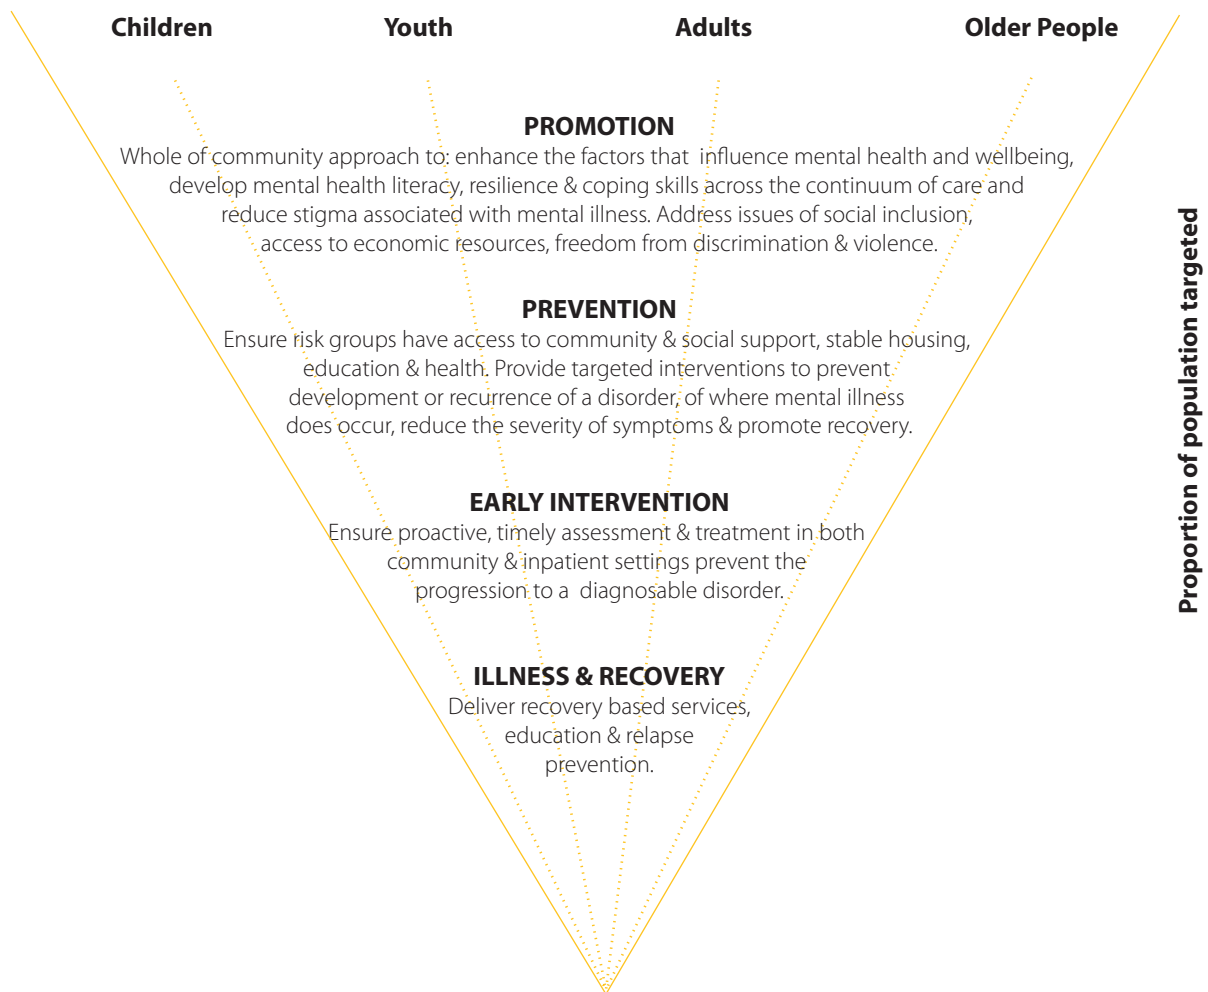 Children Youth Adults Older People
PROMOTION
Whole of community approach to: enhance the factors that influence mental health and wellbeing,
develop mental health literacy, resilience & coping skills across the continuum of care and
reduce stigma associated with mental illness. Address issues of social inclusion,
access to economic resources, freedom from discrimination & violence.
PREVENTION
Ensure risk groups have access to community & social support, stable housing,
education & health. Provide targeted interventions to prevent
development or recurrence of a disorder, of where mental illness
does occur, reduce the severity of symptoms & promote recovery.
EARLY INTERVENTION
Ensure proactive, timely assessment & treatment in both
community & inpatient settings prevent the
progression to a diagnosable disorder.
ILLNESS & RECOVERY
Deliver recovery based services,
education & relapse
prevention.
Proportion of population targeted